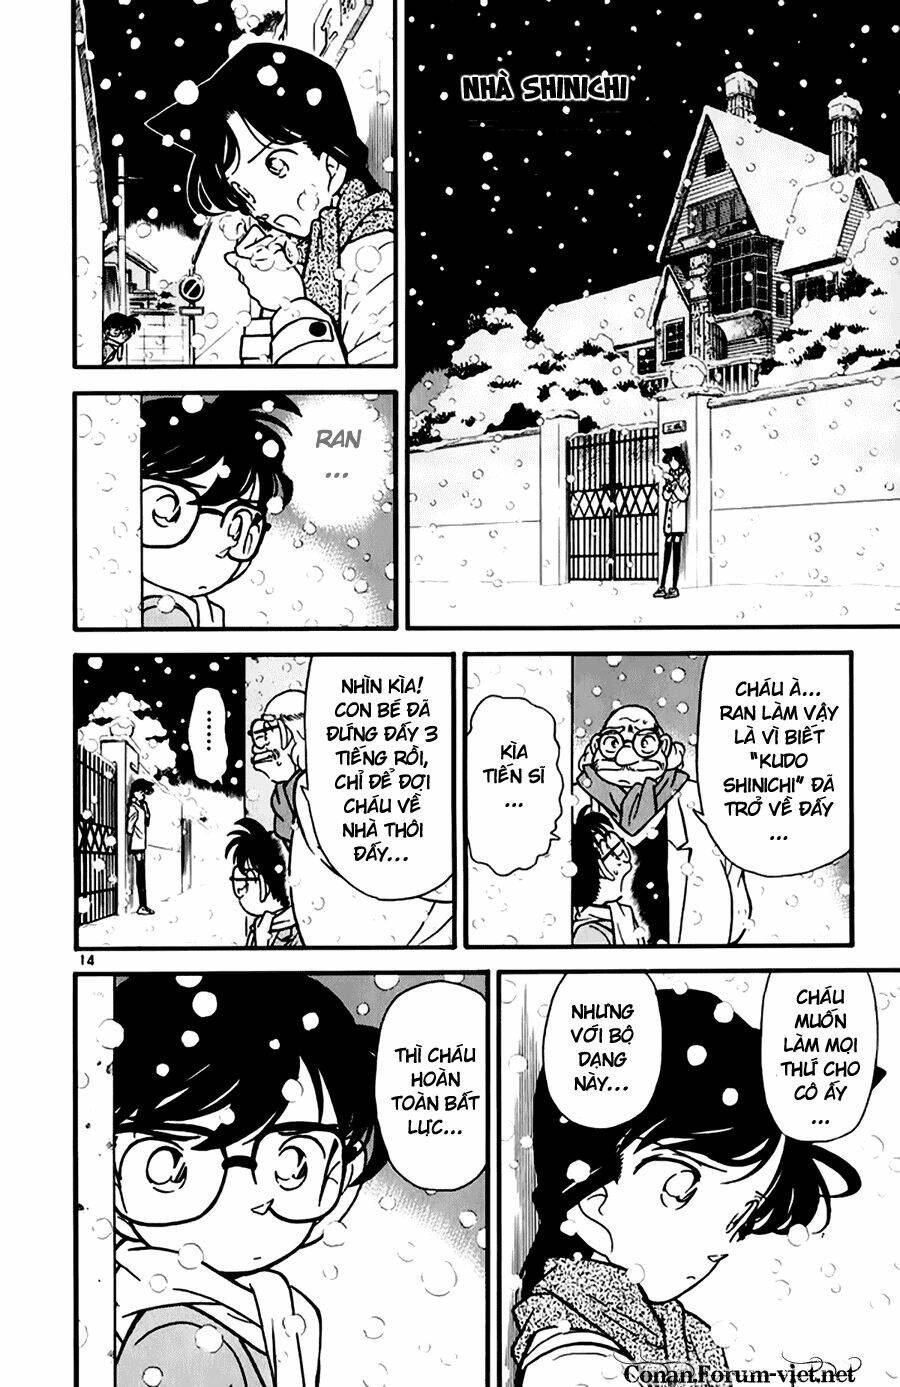 NHÀ SHINICHI
RAN
...
CHÁU À...
RAN LÀM VẬY
LÀ VÌ BIẾT
"KUDO
SHINICHI" ĐÃ
TRỞ VỀ ĐẤY
...
KÌA
TIẾN SĨ
...
NHÌN KÌA!
CON BÉ ĐÃ
ĐỨNG ĐẤY 3
TIẾNG RỒI,
CHỈ ĐỂ ĐỢI
CHÁU VỀ
NHÀ THÔI
ĐẤY...
......
14
CHÁU
MUỐN
LÀM MỌI
THỨ CHO
CÔ ẤY
...
NHƯNG
VỚI BỘ
DẠNG
NÀY...
THÌ CHÁU
HOÀN
TOÀN BẤT
LỰC...
Conan.Forum-viet.net